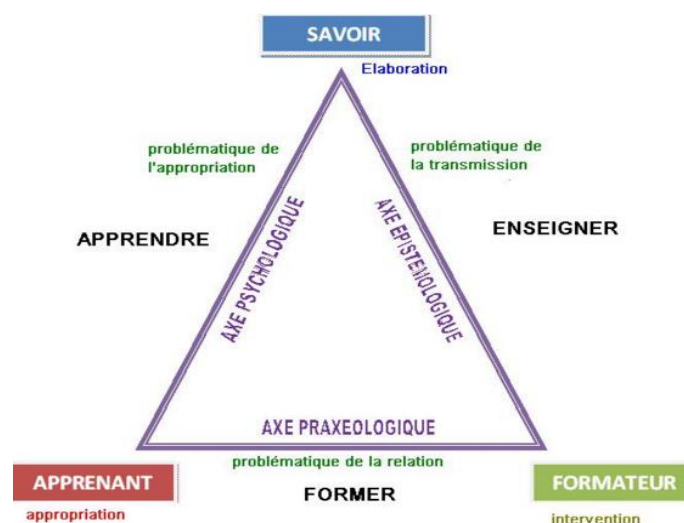 SAVOIR
Elaboration
problématique de
l'appropriation
problématique de
la transmission
APPRENDRE
ENSEIGNER
AXE PSYCHOLOGIQUE
AXE EPISTEMOLOGIQUE
AXE PRAXEOLOGIQUE
problématique de la relation
FORMER
APPRENANT
appropriation
FORMATEUR
intervention